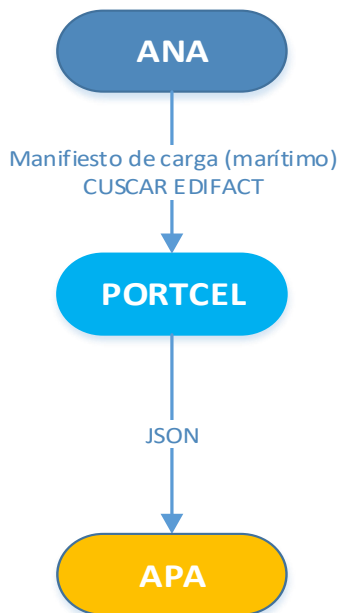 ANA
Manifiesto de carga (marítimo)
CUSCAR EDIFACT
PORTCEL
JSON
APA